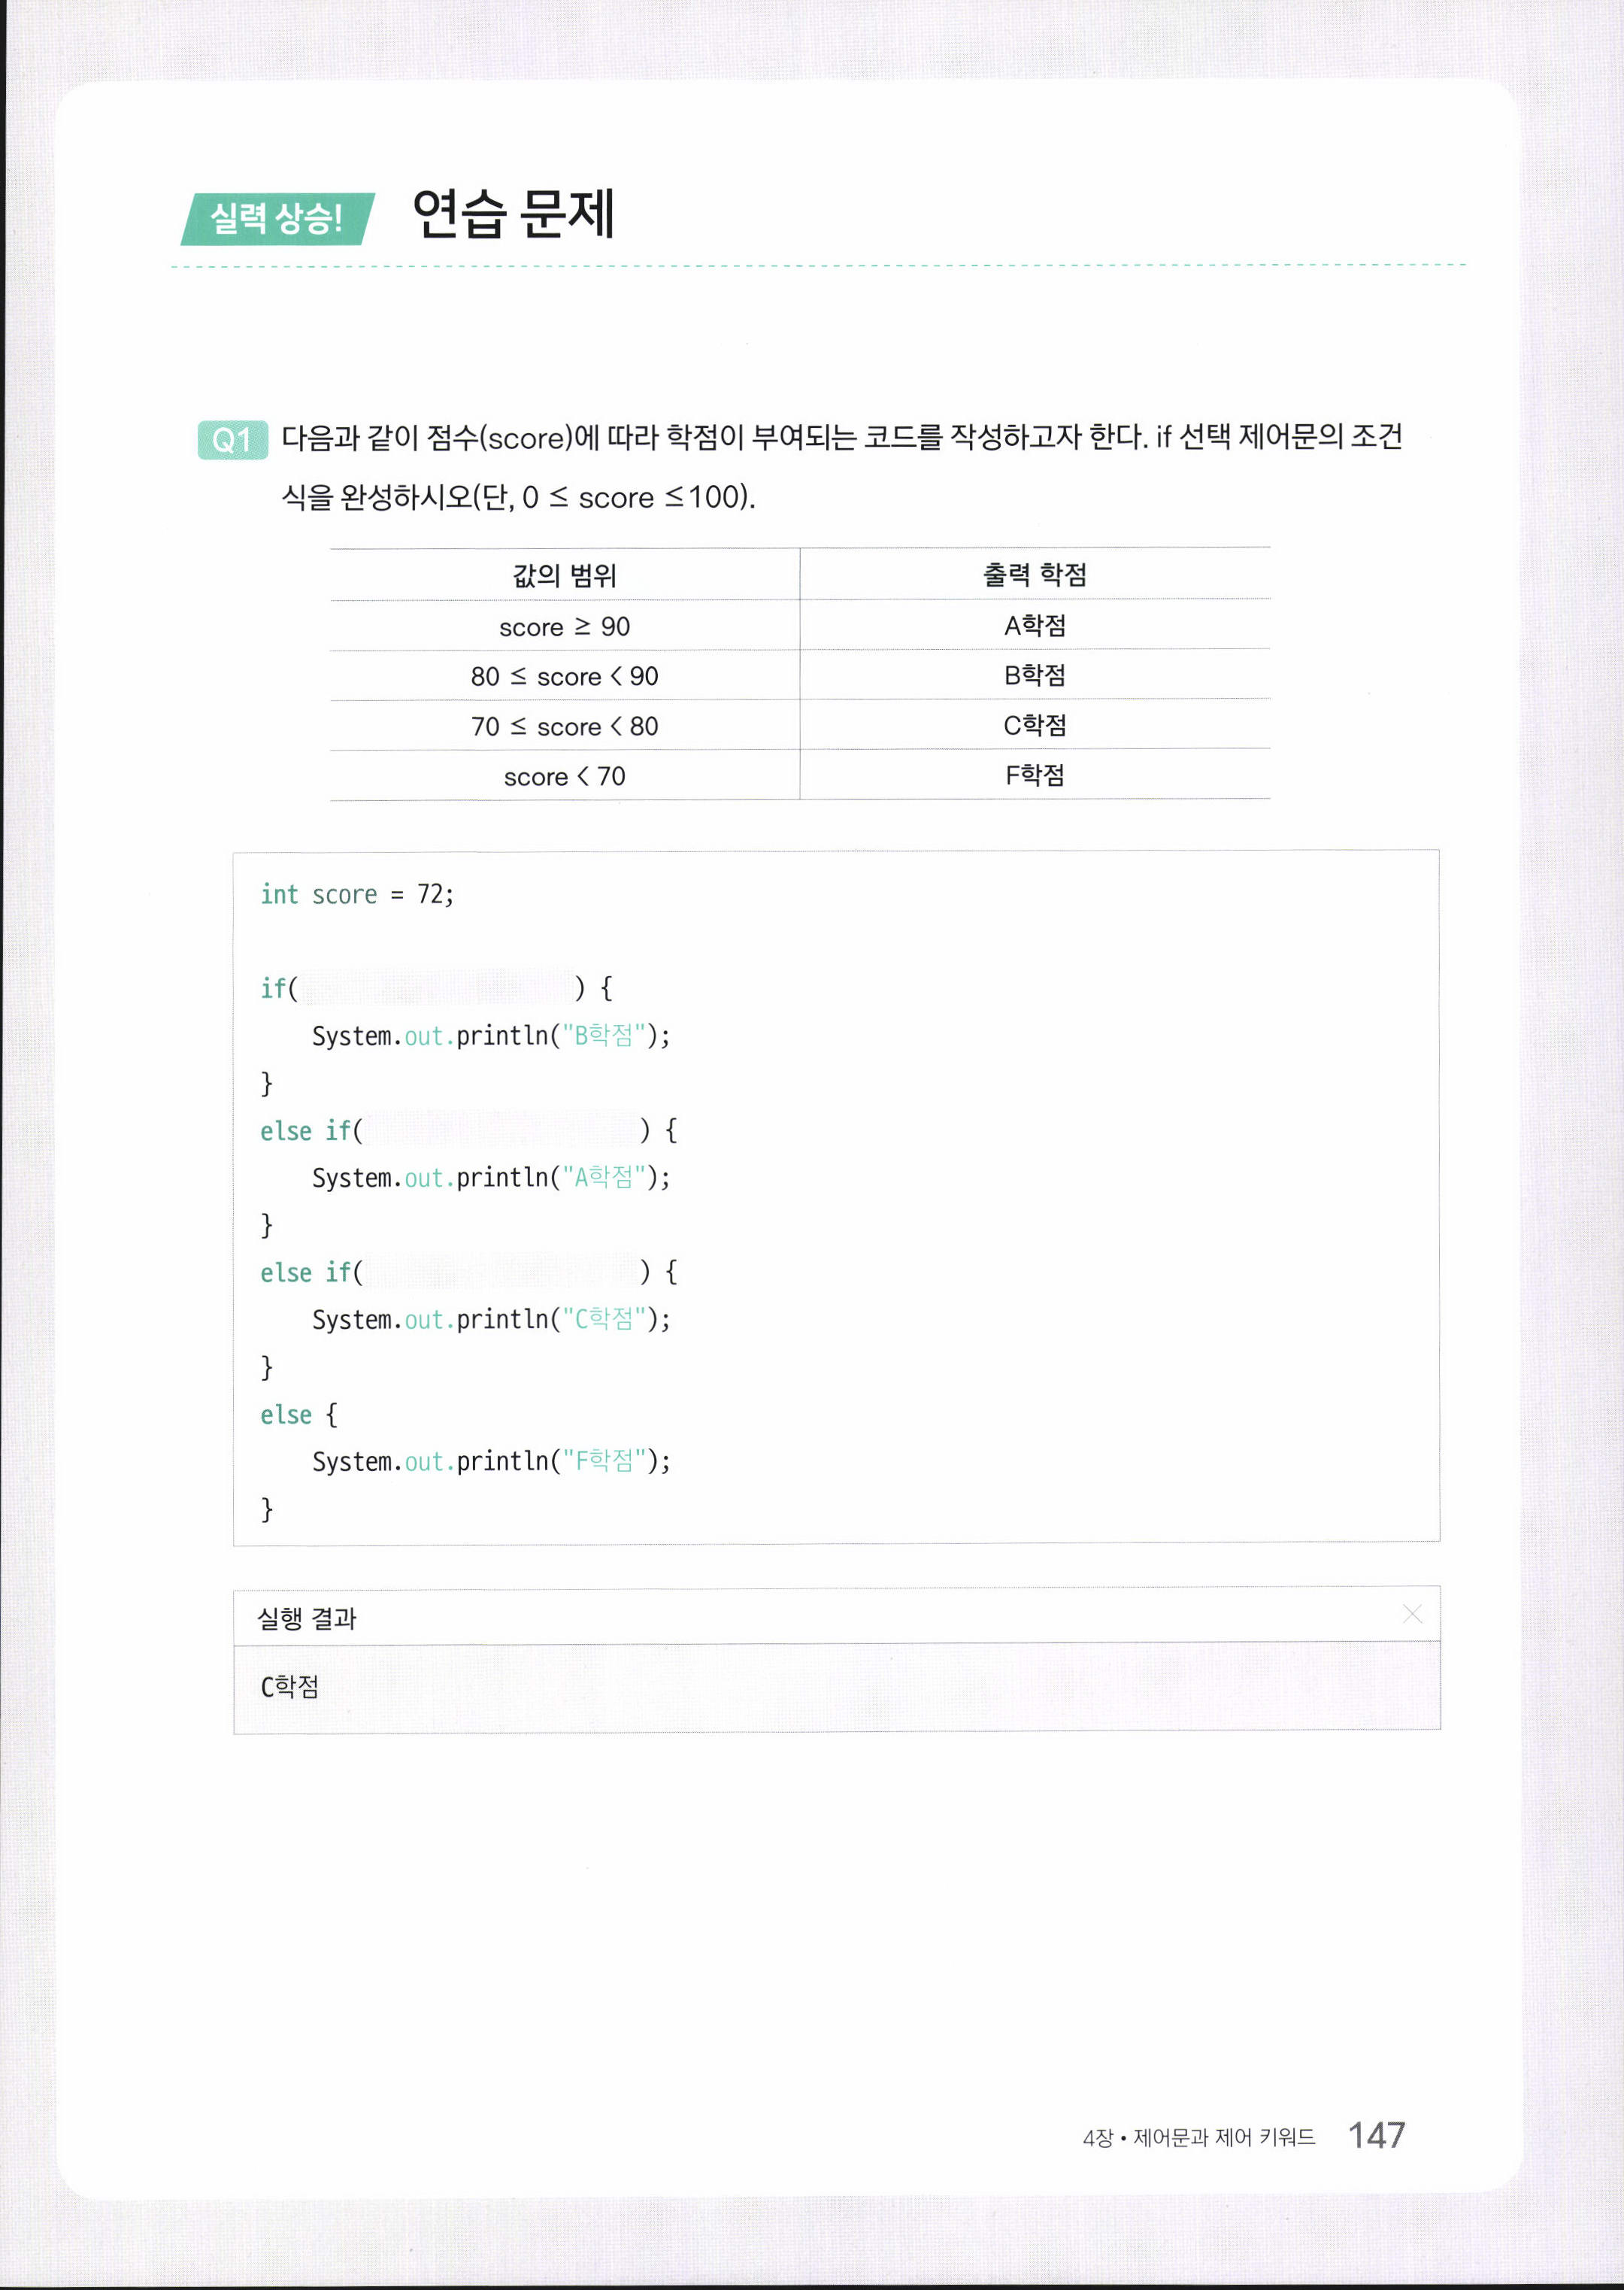 실력 상승! 연습 문제
Q1 다음과 같이 점수(score)에 따라 학점이 부여되는 코드를 작성하고자 한다. if 선택 제어문의 조건
식을 완성하시오(단, 0 ≤ score ≤100).
값의 범위 출력 학점
score ≥ 90 A학점
80 ≤ score < 90 B학점
70 ≤ score < 80 C학점
score < 70 F학점
int score = 72;
if( ) {
System.out.println("B학점");
}
else if( ) {
System.out.println("A학점");
}
else if( ) {
System.out.println("C학점");
}
else {
System.out.println("F학점");
}
실행 결과
C학점
4장 • 제어문과 제어 키워드 147